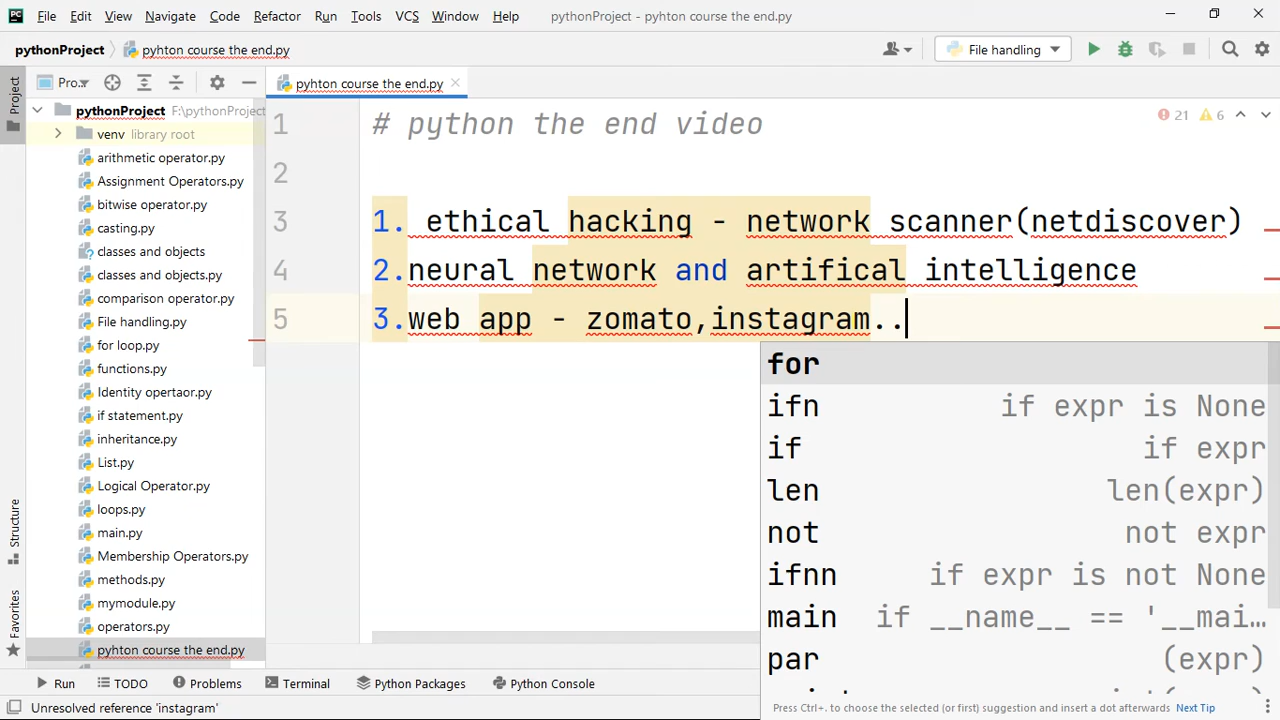 File Edit View Navigate Code Refactor Run Tools VCS Window Help pythonProject - pyhton course the end.py
pythonProject pyhton course the end.py File handling
Project
Pro...
pyhton course the end.py
pythonProject F:\pythonProject
venv library root
arithmetic operator.py
Assignment Operators.py
bitwise operator.py
casting.py
classes and objects
classes and objects.py
comparison operator.py
File handling.py
for loop.py
functions.py
Identity opertaor.py
if statement.py
inheritance.py
List.py
Logical Operator.py
loops.py
main.py
Membership Operators.py
methods.py
mymodule.py
operators.py
pyhton course the end.py
Structure
Favorites
21 6
1 # python the end video
2
3 1. ethical hacking - network scanner(netdiscover)
4 2.neural network and artifical intelligence
5 3.web app - zomato,instagram..
for
ifn if expr is None
if if expr
len len(expr)
not not expr
ifnn if expr is not None
main if __name__ == '__mai...
par (expr)
Press Ctrl+. to choose the selected (or first) suggestion and insert a dot afterwards Next Tip
Run TODO Problems Terminal Python Packages Python Console
Unresolved reference 'instagram'